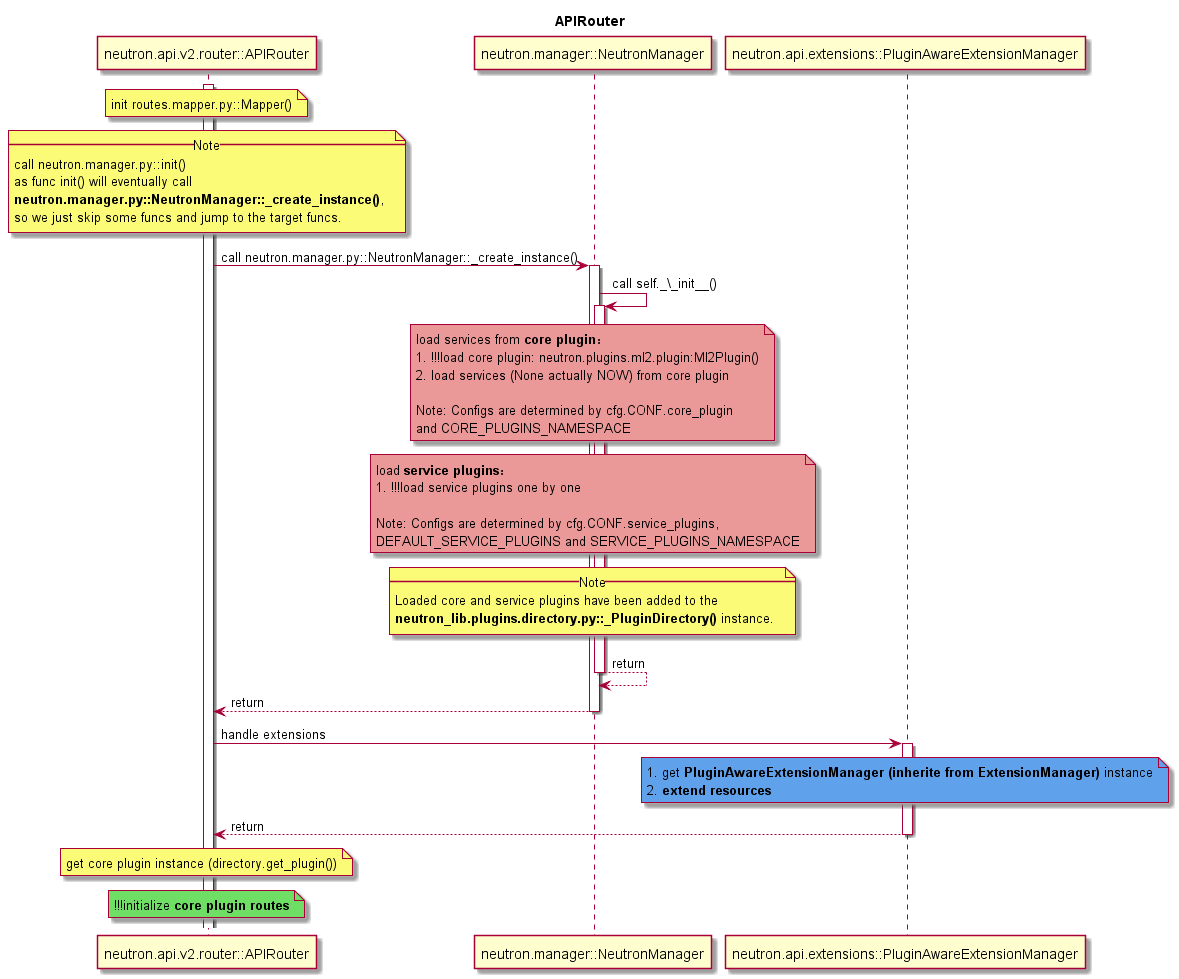 APIRouter
neutron.api.v2.router::APIRouter
neutron.manager::NeutronManager
neutron.api.extensions::PluginAwareExtensionManager
init routes.mapper.py::Mapper()
Note
call neutron.manager.py::init()
as func init() will eventually call
neutron.manager.py::NeutronManager::_create_instance(),
so we just skip some funcs and jump to the target funcs.
call neutron.manager.py::NeutronManager::_create_instance()
call self._\_init__()
load services from core plugin：
1. !!!load core plugin: neutron.plugins.ml2.plugin:Ml2Plugin()
2. load services (None actually NOW) from core plugin
Note: Configs are determined by cfg.CONF.core_plugin
and CORE_PLUGINS_NAMESPACE
load service plugins：
1. !!!load service plugins one by one
Note: Configs are determined by cfg.CONF.service_plugins,
DEFAULT_SERVICE_PLUGINS and SERVICE_PLUGINS_NAMESPACE
Note
Loaded core and service plugins have been added to the
neutron_lib.plugins.directory.py::_PluginDirectory() instance.
return
return
handle extensions
1. get PluginAwareExtensionManager (inherite from ExtensionManager) instance
2. extend resources
return
get core plugin instance (directory.get_plugin())
!!!initialize core plugin routes
neutron.api.v2.router::APIRouter
neutron.manager::NeutronManager
neutron.api.extensions::PluginAwareExtensionManager